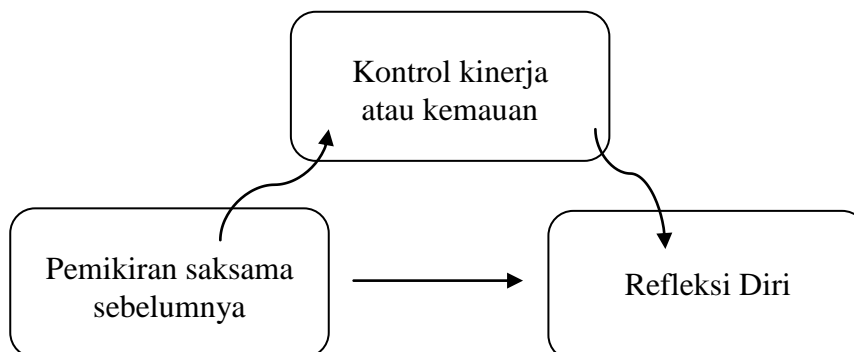 Kontrol kinerja
atau kemauan
Pemikiran saksama
sebelumnya
Refleksi Diri